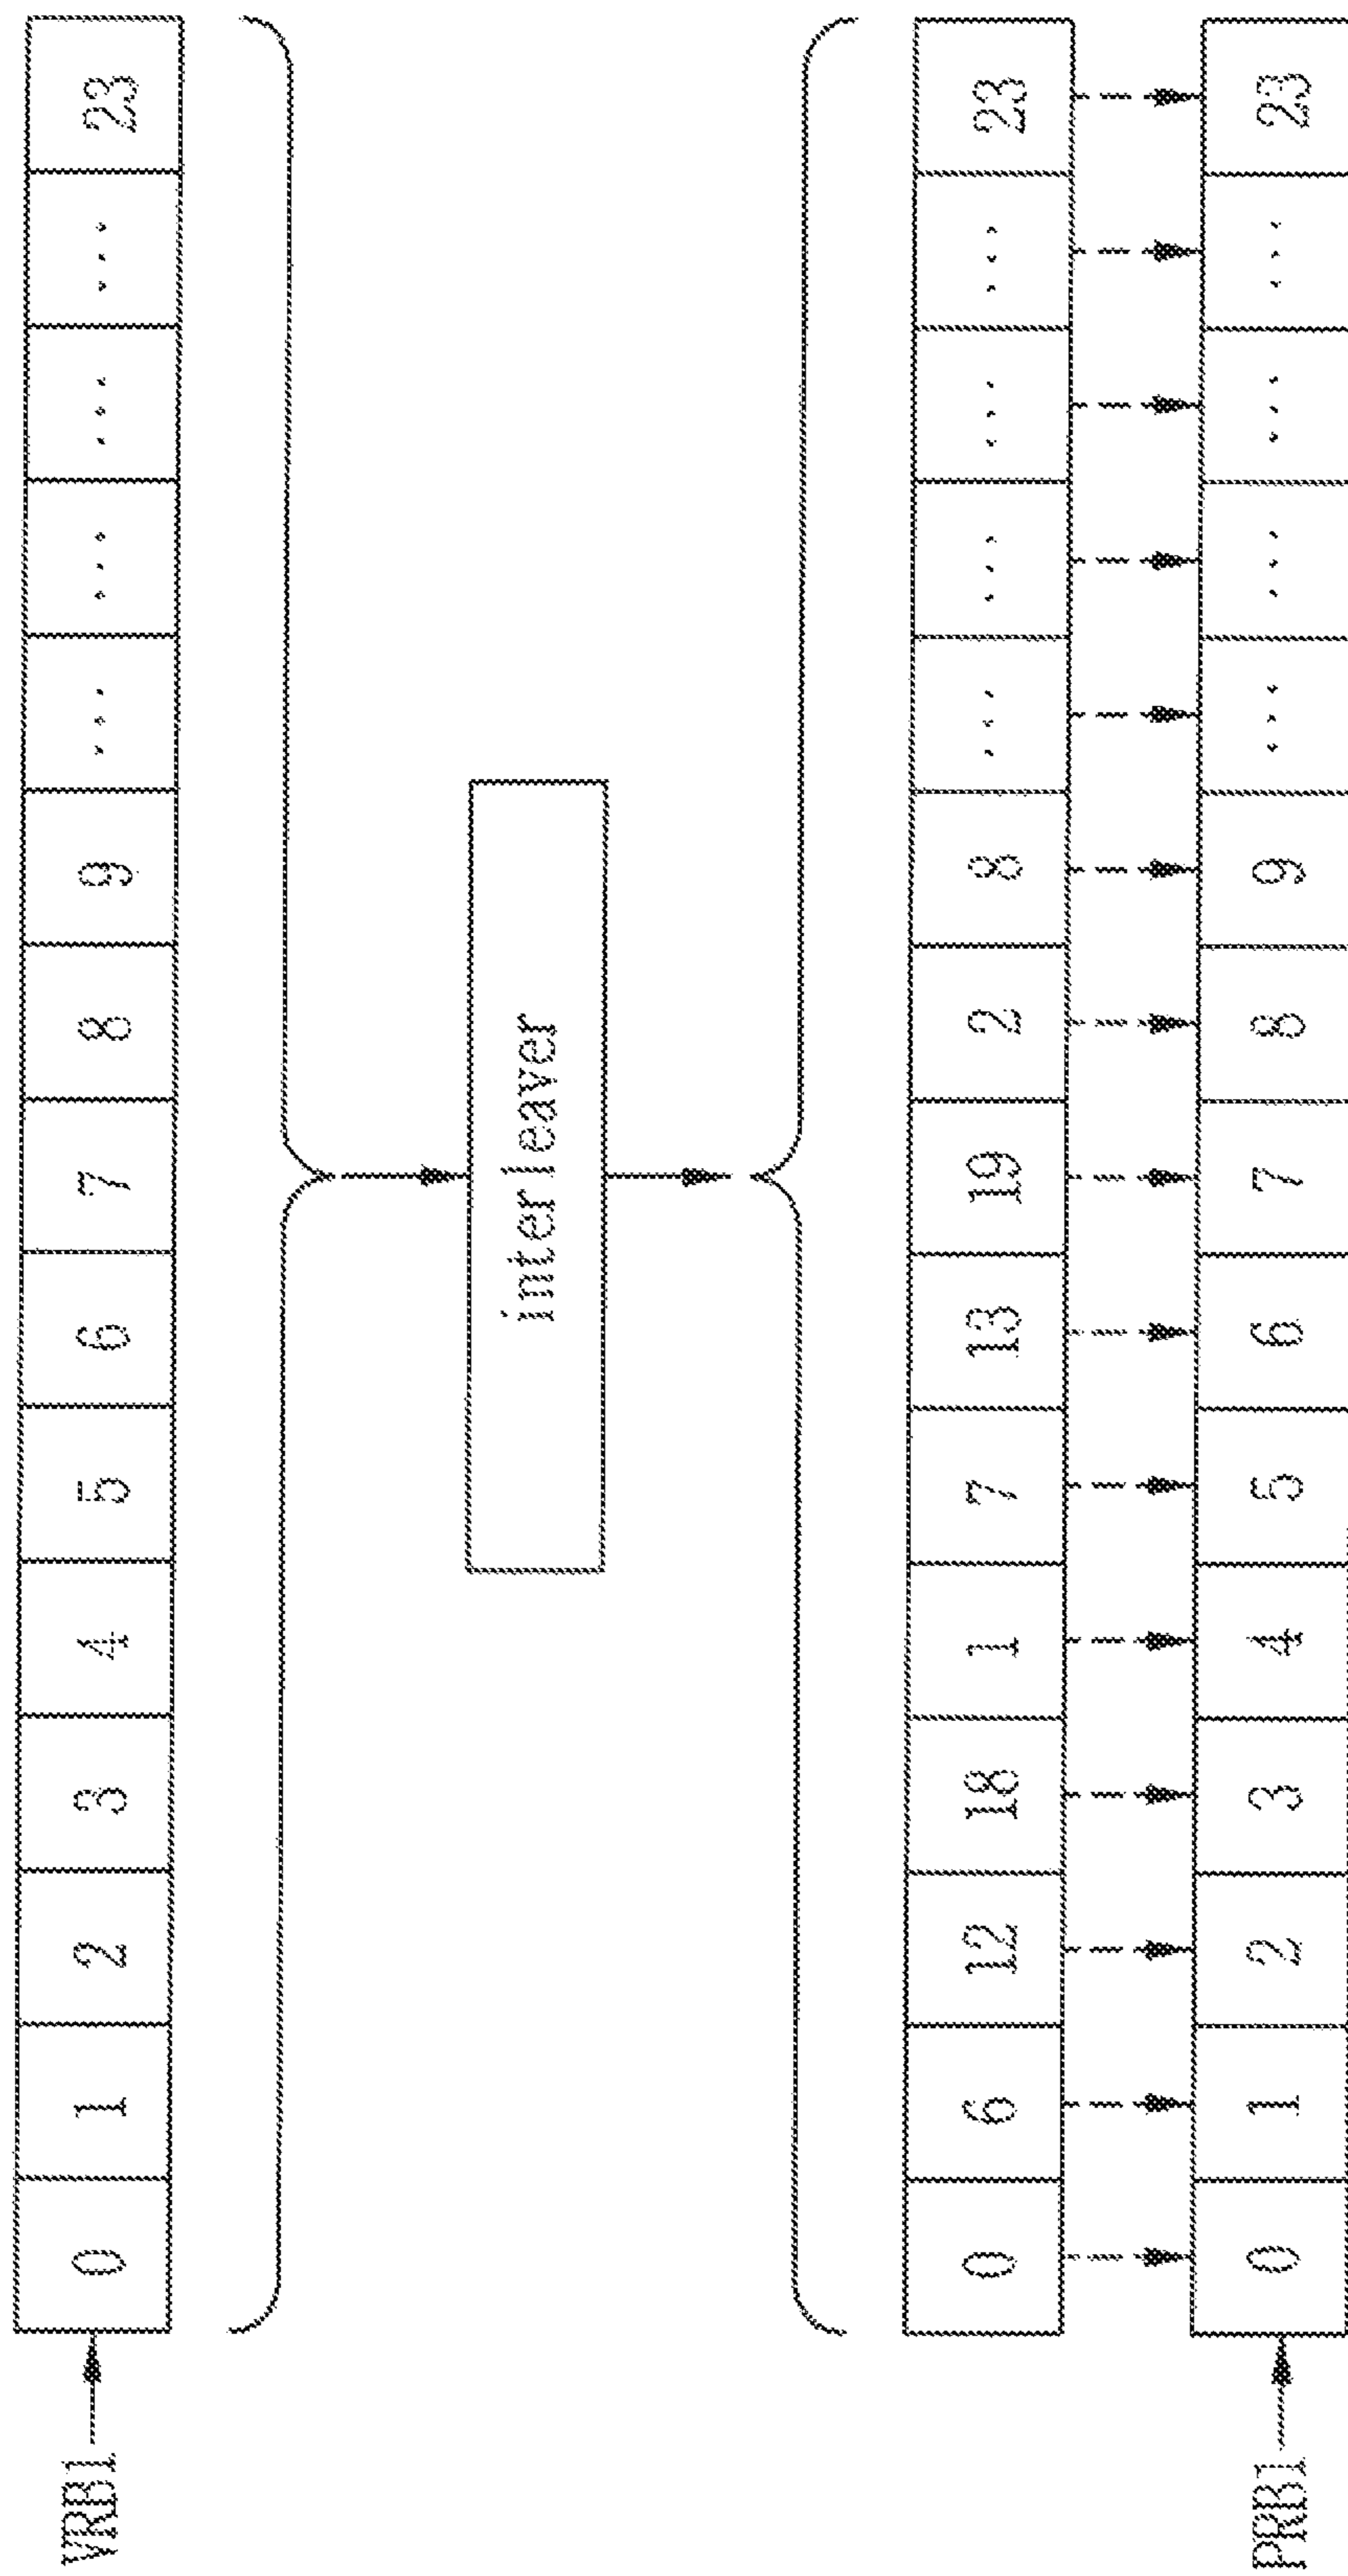 VRB1 0 1 2 3 4 5 6 7 8 9 ... ... ... ... 23
interleaver
0 6 12 18 1 7 13 19 2 8 ... ... ... ... 23
PRB1 0 1 2 3 4 5 6 7 8 9 ... ... ... ... 23